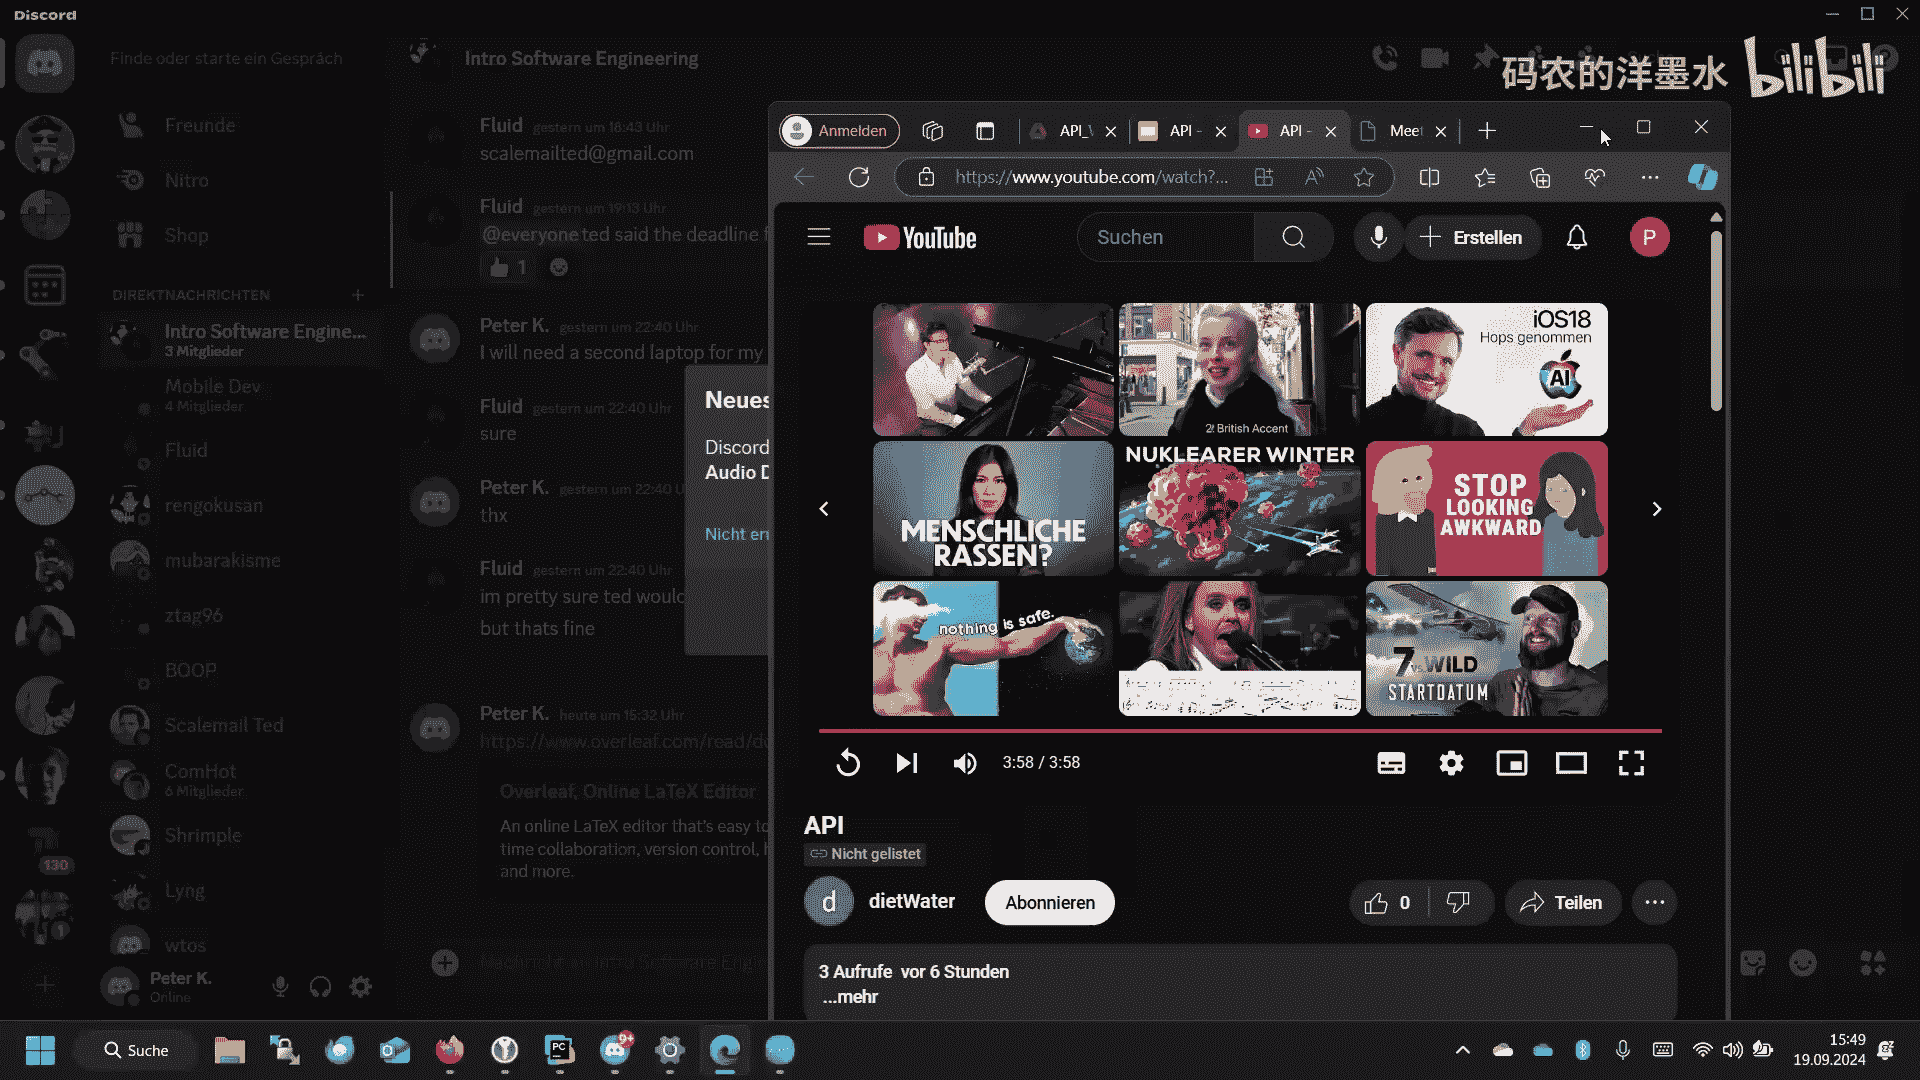 Discord
Finde oder starte ein Gespräch
Freunde
Nitro
Shop
DIREKTNACHRICHTEN
Intro Software Engine...
3 Mitglieder
Mobile Dev
4 Mitglieder
Fluid
rengokusan
mubarakisme
ztag96
BOOP
Scalemail Ted
ComHot
6 Mitglieder
Shrimple
130
Lyng
1
wtos
Peter K.
Online
Intro Software Engineering
Fluid gestern um 18:43 Uhr
scalemailted@gmail.com
Fluid gestern um 19:13 Uhr
@everyone ted said the deadline f
1
Peter K. gestern um 22:40 Uhr
I will need a second laptop for my
Fluid gestern um 22:40 Uhr
sure
Peter K. gestern um 22:40 U
thx
Fluid gestern um 22:40 Uhr
im pretty sure ted woulc
but thats fine
Peter K. heute um 15:32 Uhr
https://www.overleaf.com/read/dc
Overleaf, Online LaTeX Editor
An online LaTeX editor that's easy to
time collaboration, version control, h
and more.
Neues
Discord
Audio D
Nicht er
码农的洋墨水 bilibili
Anmelden
API_
API -
API -
Meet
https://www.youtube.com/watch?...
YouTube
Suchen
Erstellen
P
2! British Accent
iOS18
Hops genommen
AI
MENSCHLICHE
RASSEN?
NUKLEARER WINTER
STOP
LOOKING
AWKWARD
nothing is safe.
7 vs. WILD
STARTDATUM
3:58 / 3:58
API
Nicht gelistet
d
dietWater
Abonnieren
0
Teilen
3 Aufrufe vor 6 Stunden
...mehr
Suche
PC
9+
15:49
19.09.2024